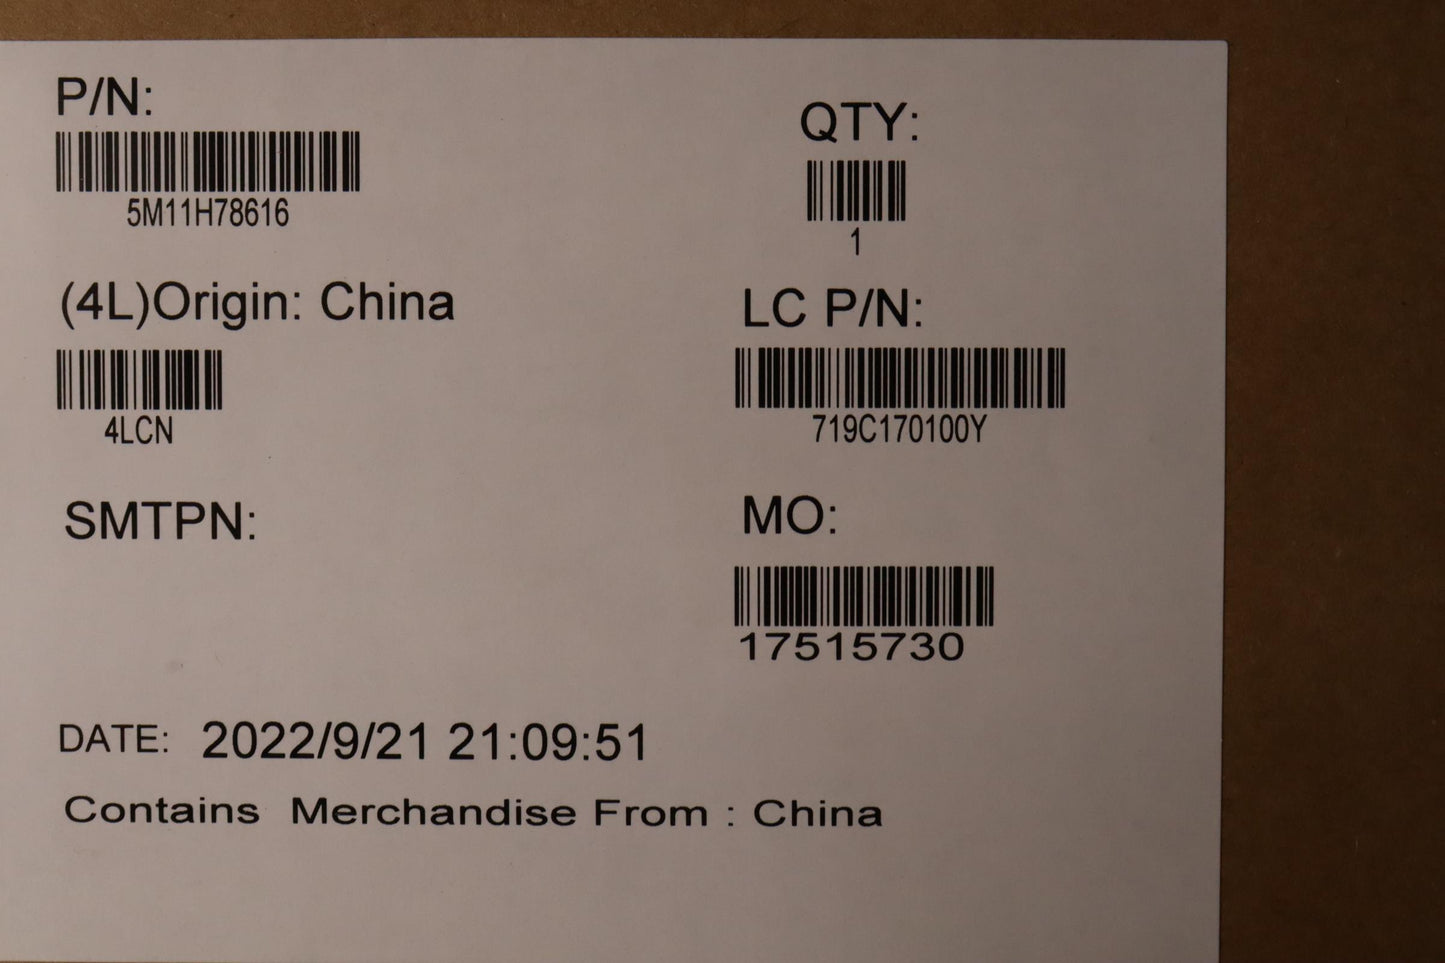 P/N:
5M11H78616
QTY:
1
(4L)Origin: China
4LCN
LC P/N:
719C170100Y
SMTPN:
MO:
17515730
DATE: 2022/9/21 21:09:51
Contains Merchandise From : China